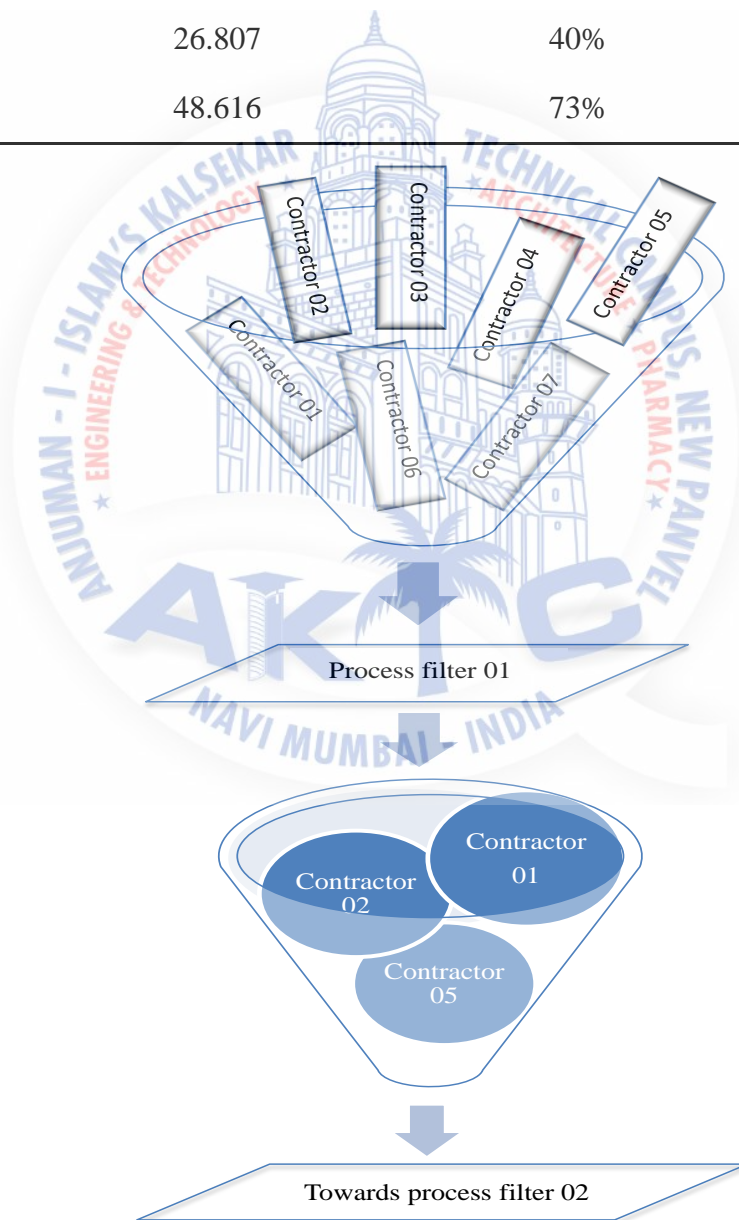 26.807 40%
48.616 73%
ANJUMAN - I - ISLAM'S KALSEKAR TECHNICAL CAMPUS, NEW PANVEL
ENGINEERING & TECHNOLOGY ★ ★ ARCHITECTURE ★ PHARMACY ★
Contractor 02
Contractor 03
Contractor 04
Contractor 05
Contractor 01
Contractor 06
Contractor 07
AKTC
Process filter 01
NAVI MUMBAI - INDIA
Contractor
01
Contractor
02
Contractor
05
Towards process filter 02